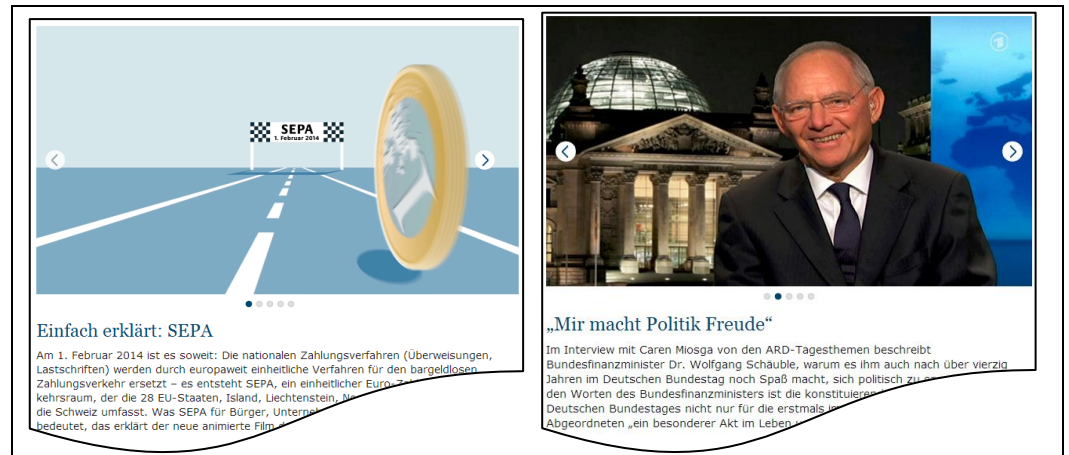 SEPA
1. Februar 2014
Einfach erklärt: SEPA
Am 1. Februar 2014 ist es soweit: Die nationalen Zahlungsverfahren (Überweisungen,
Lastschriften) werden durch europaweit einheitliche Verfahren für den bargeldlosen
Zahlungsverkehr ersetzt – es entsteht SEPA, ein einheitlicher
kehrsraum, der die 28 EU-Staaten, Island, Liechtenstein,
die Schweiz umfasst. Was SEPA für Bürger,
bedeutet, das erklärt der neue animierte Film
1
„Mir macht Politik Freude“
Im Interview mit Caren Miosga von den ARD-Tagesthemen beschreibt
Bundesfinanzminister Dr. Wolfgang Schäuble, warum es ihm auch nach über vierzig
Jahren im Deutschen Bundestag noch Spaß macht, sich politisch zu
den Worten des Bundesfinanzministers ist die
Deutschen Bundestages nicht nur für die erstmals
Abgeordneten „ein besonderer Akt im Leben